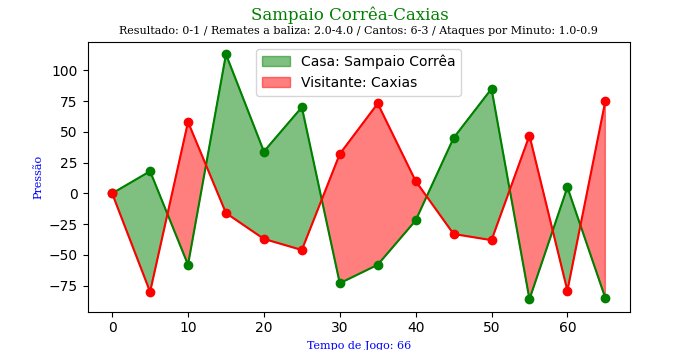 Sampaio Corrêa-Caxias
Resultado: 0-1 / Remates a baliza: 2.0-4.0 / Cantos: 6-3 / Ataques por Minuto: 1.0-0.9
Casa: Sampaio Corrêa
Visitante: Caxias
Pressão
100
75
50
25
0
−25
−50
−75
0 10 20 30 40 50 60
Tempo de Jogo: 66